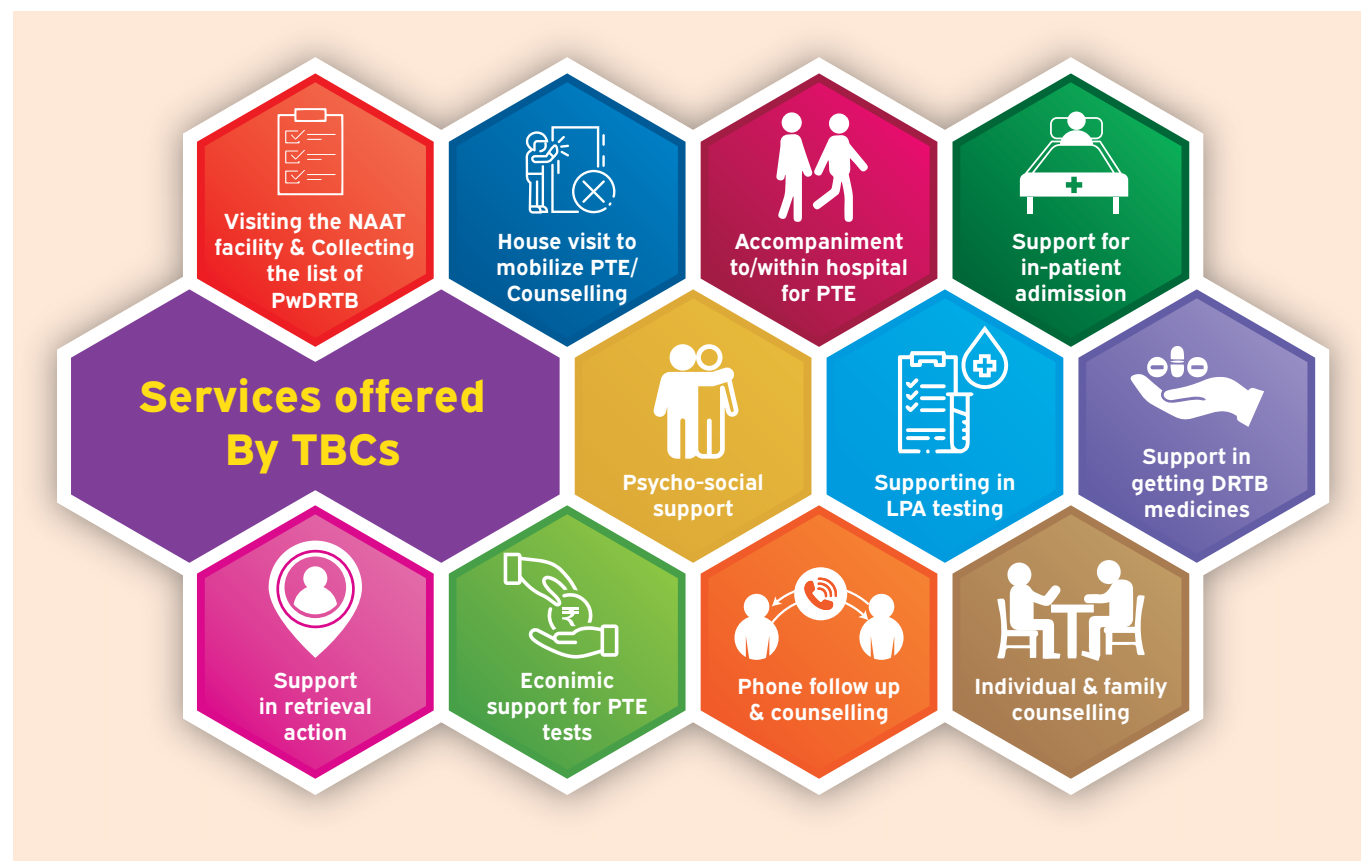 Visiting the NAAT
facility & Collecting
the list of
PwDRTB
House visit to
mobilize PTE/
Counselling
Accompaniment
to/within hospital
for PTE
Support for
in-patient
adimission
Services offered
By TBCs
Psycho-social
support
Supporting in
LPA testing
Support in
getting DRTB
medicines
Support
in retrieval
action
₹
Econimic
support for PTE
tests
Phone follow up
& counselling
Individual & family
counselling